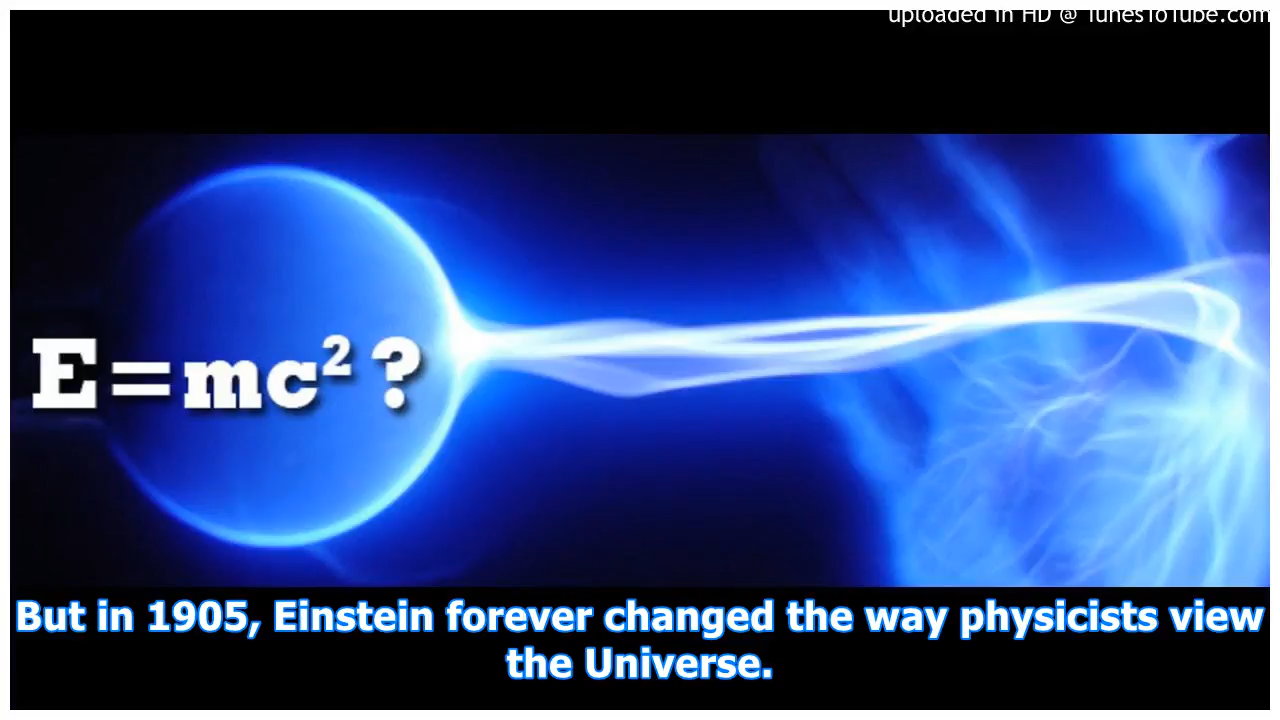 uploaded in HD @ TunesToTube.com
E=mc² ?
But in 1905, Einstein forever changed the way physicists view
the Universe.